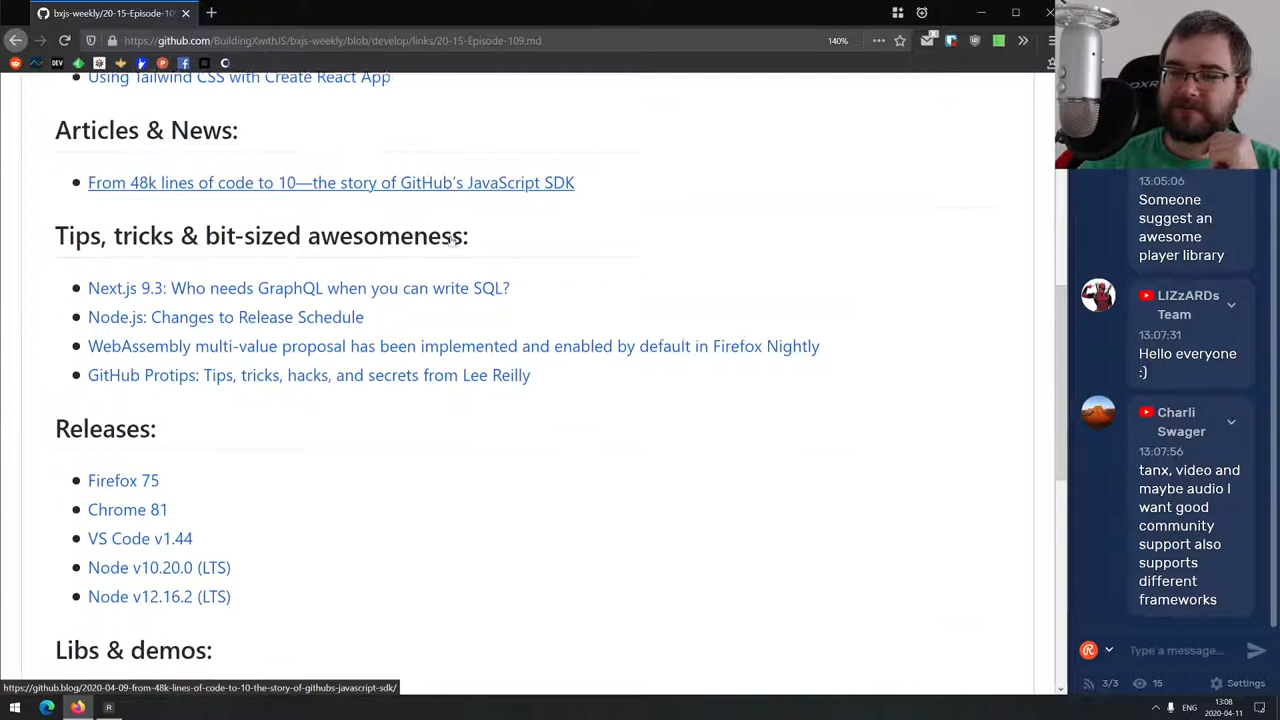 bxjs-weekly/20-15-Episode-109
https://github.com/BuildingXwithJS/bxjs-weekly/blob/develop/links/20-15-Episode-109.md
140%
DEV
Using Tailwind CSS with Create React App
Articles & News:
From 48k lines of code to 10—the story of GitHub's JavaScript SDK
Tips, tricks & bit-sized awesomeness:
Next.js 9.3: Who needs GraphQL when you can write SQL?
Node.js: Changes to Release Schedule
WebAssembly multi-value proposal has been implemented and enabled by default in Firefox Nightly
GitHub Protips: Tips, tricks, hacks, and secrets from Lee Reilly
Releases:
Firefox 75
Chrome 81
VS Code v1.44
Node v10.20.0 (LTS)
Node v12.16.2 (LTS)
Libs & demos:
https://github.blog/2020-04-09-from-48k-lines-of-code-to-10-the-story-of-githubs-javascript-sdk/
DXR
13:05:06
Someone
suggest an
awesome
player library
LIZzARDs
Team
13:07:31
Hello everyone
:)
Charli
Swager
13:07:56
tanx, video and
maybe audio I
want good
community
support also
supports
different
frameworks
Type a message...
3/3
15
Settings
ENG
13:08
2020-04-11